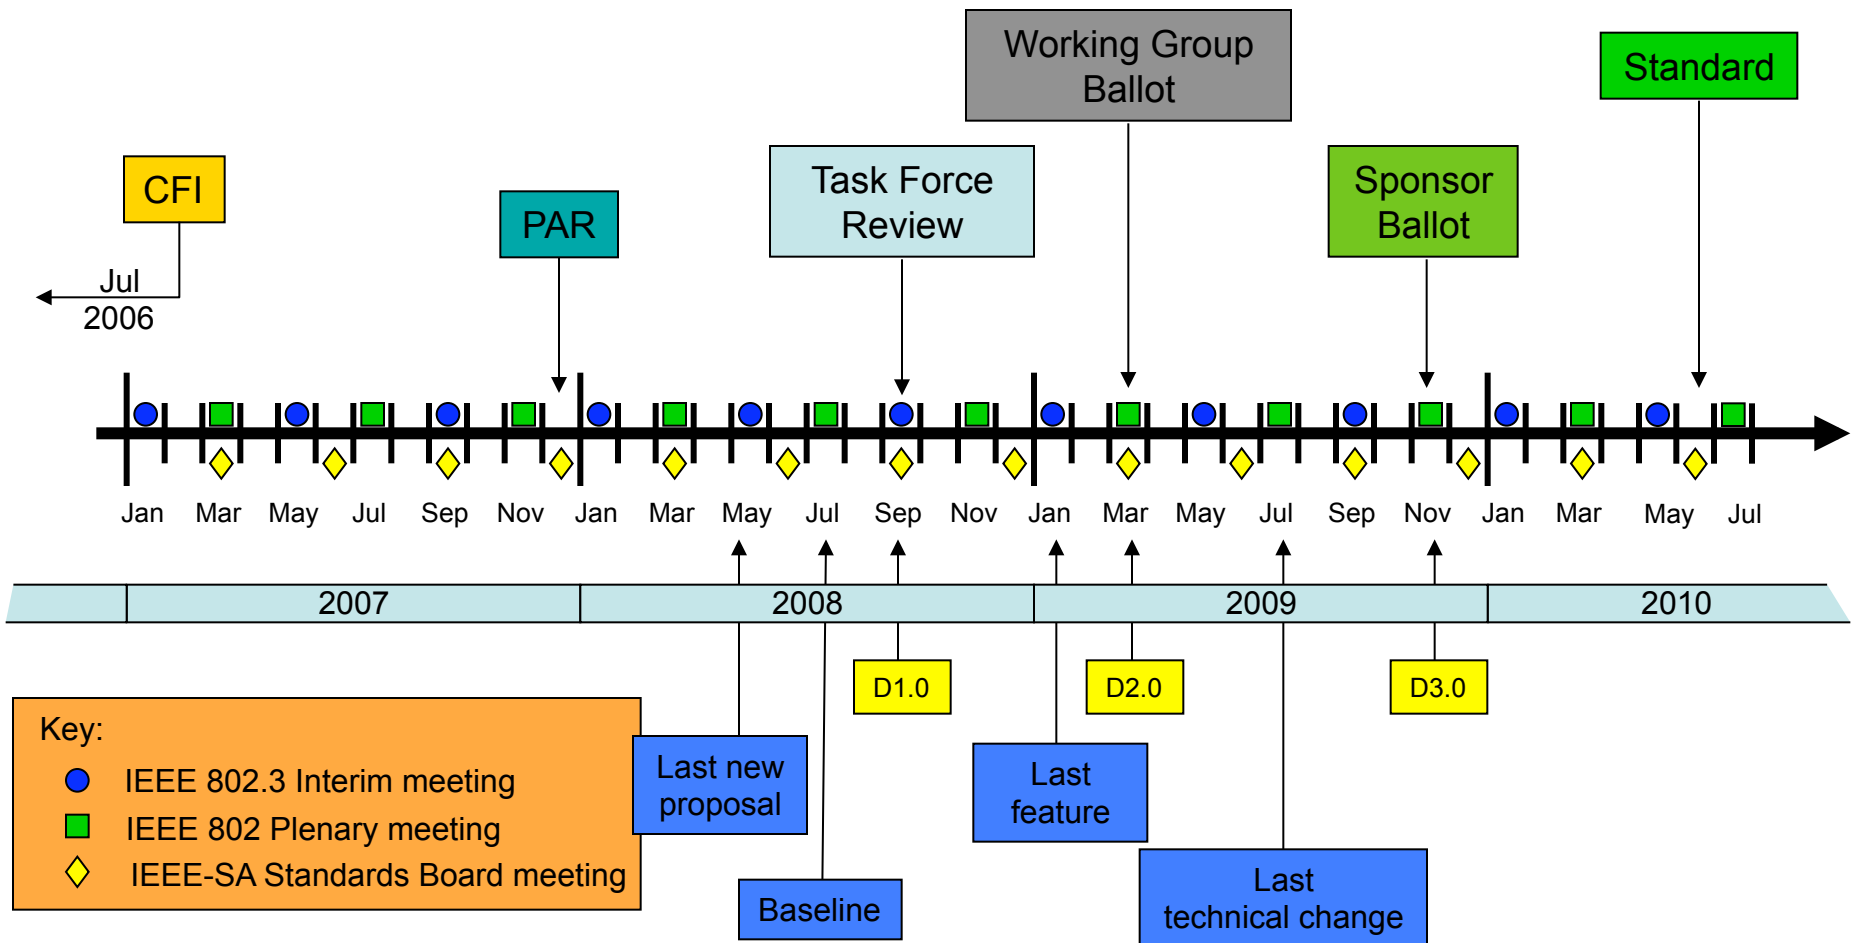 Working Group
Ballot
Standard
CFI
PAR
Task Force
Review
Sponsor
Ballot
Jul
2006
Jan Mar May Jul Sep Nov Jan Mar May Jul Sep Nov Jan Mar May Jul Sep Nov Jan Mar May Jul
2007 2008 2009 2010
D1.0 D2.0 D3.0
Key:
IEEE 802.3 Interim meeting
IEEE 802 Plenary meeting
IEEE-SA Standards Board meeting
Last new
proposal
Baseline
Last
feature
Last
technical change